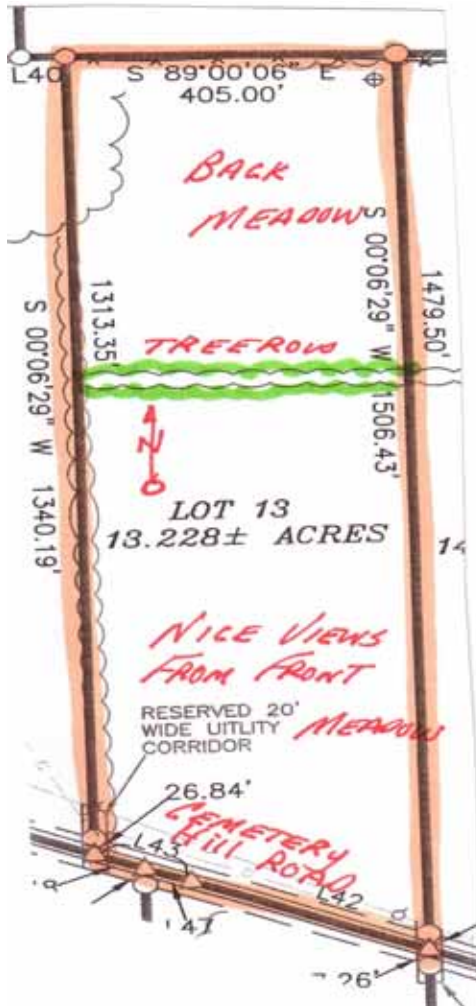 L40
S 89°00'06" E
405.00'
BACK
MEADOW
S 00°06'29" W 1506.43'
1479.50'
1313.35'
S 00°06'29" W 1340.19'
TREEROW
N
LOT 13
13.228± ACRES
14
NICE VIEWS
FROM FRONT
MEADOW
RESERVED 20'
WIDE UITLITY
CORRIDOR
26.84'
CEMETERY
Hill ROAD
L43
L42
26'